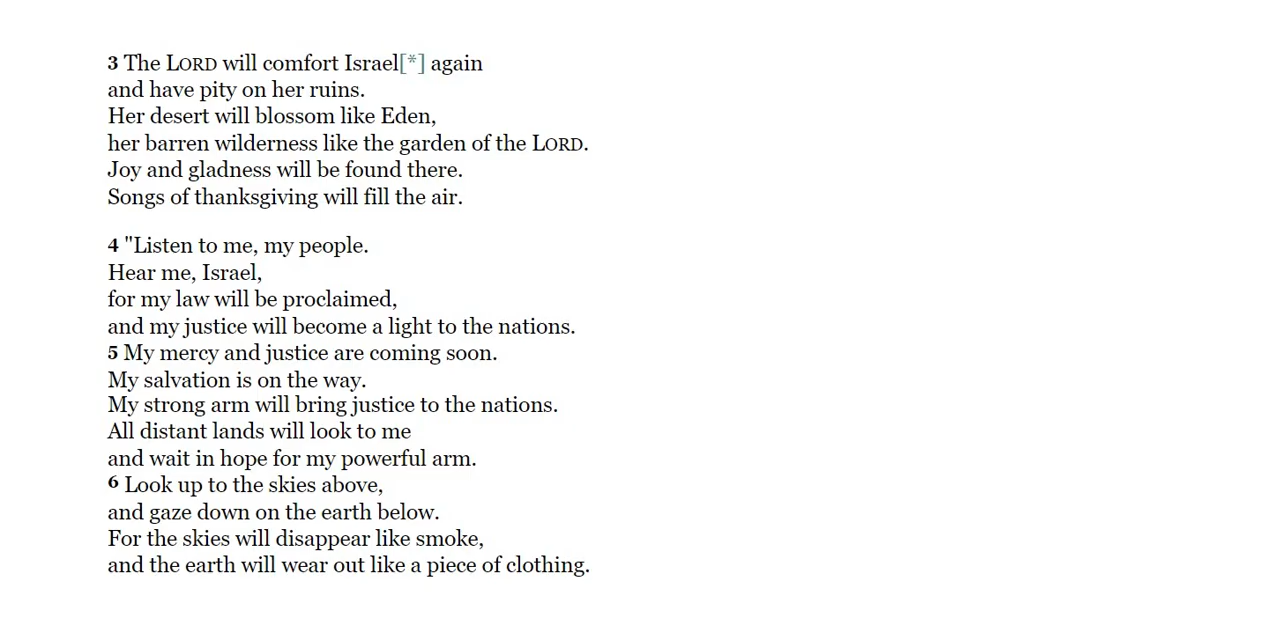 3 The LORD will comfort Israel[*] again
and have pity on her ruins.
Her desert will blossom like Eden,
her barren wilderness like the garden of the LORD.
Joy and gladness will be found there.
Songs of thanksgiving will fill the air.
4 "Listen to me, my people.
Hear me, Israel,
for my law will be proclaimed,
and my justice will become a light to the nations.
5 My mercy and justice are coming soon.
My salvation is on the way.
My strong arm will bring justice to the nations.
All distant lands will look to me
and wait in hope for my powerful arm.
6 Look up to the skies above,
and gaze down on the earth below.
For the skies will disappear like smoke,
and the earth will wear out like a piece of clothing.